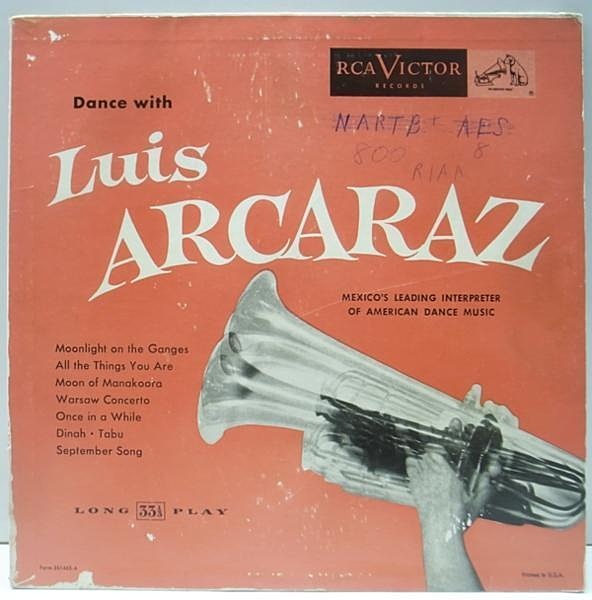 RCA VICTOR
RECORDS
Dance with
NARTB + AES
800 8
RIAA
Luis
ARCARAZ
MEXICO'S LEADING INTERPRETER
OF AMERICAN DANCE MUSIC
Moonlight on the Ganges
All the Things You Are
Moon of Manakoora
Warsaw Concerto
Once in a While
Dinah • Tabu
September Song
LONG 33⅓ PLAY
Printed in U.S.A.